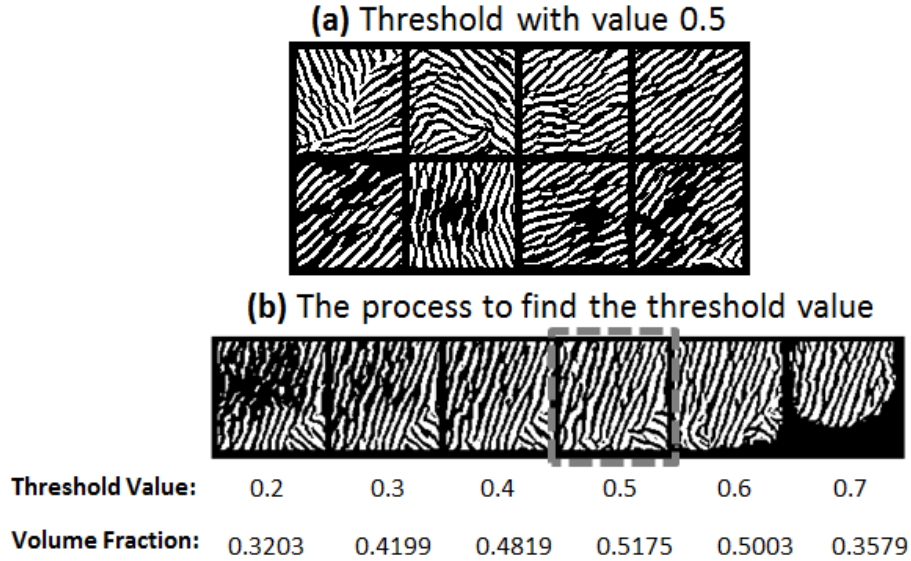 (a) Threshold with value 0.5
(b) The process to find the threshold value
Threshold Value: 0.2 0.3 0.4 0.5 0.6 0.7
Volume Fraction: 0.3203 0.4199 0.4819 0.5175 0.5003 0.3579